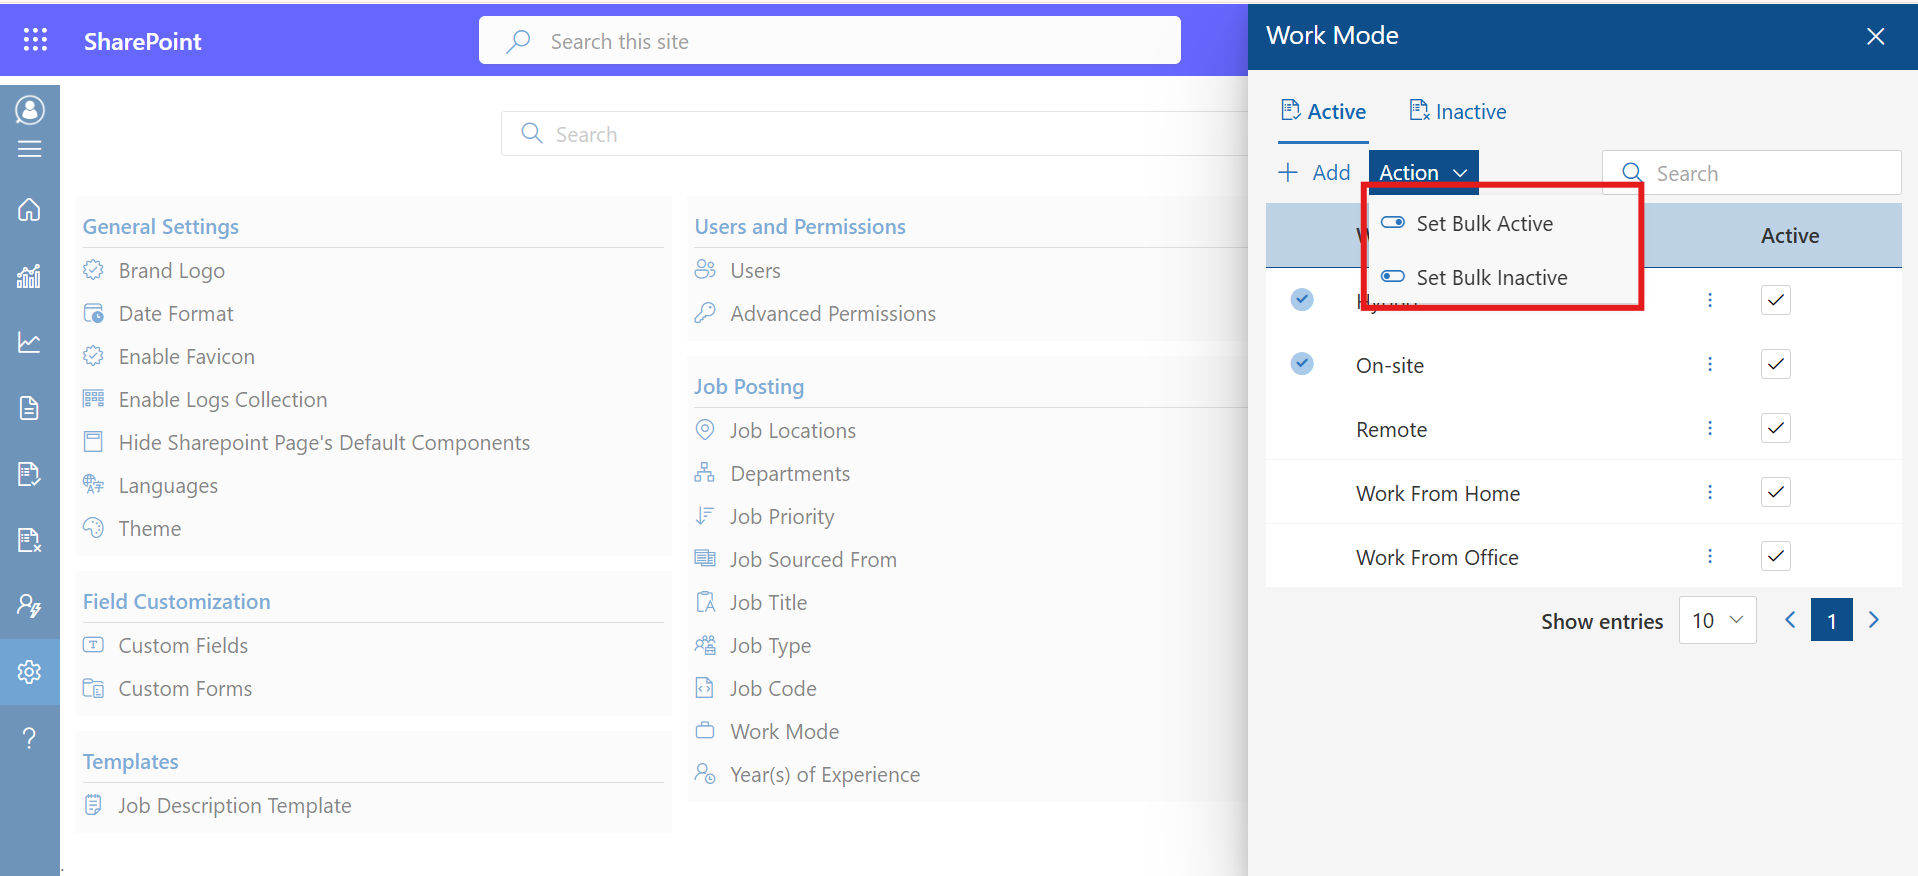 SharePoint
Search this site
Work Mode
Active
Inactive
Add
Action
Search
Set Bulk Active
Set Bulk Inactive
Active
On-site
Remote
Work From Home
Work From Office
Show entries
10
1
Search
General Settings
Brand Logo
Date Format
Enable Favicon
Enable Logs Collection
Hide Sharepoint Page's Default Components
Languages
Theme
Field Customization
Custom Fields
Custom Forms
Templates
Job Description Template
Users and Permissions
Users
Advanced Permissions
Job Posting
Job Locations
Departments
Job Priority
Job Sourced From
Job Title
Job Type
Job Code
Work Mode
Year(s) of Experience